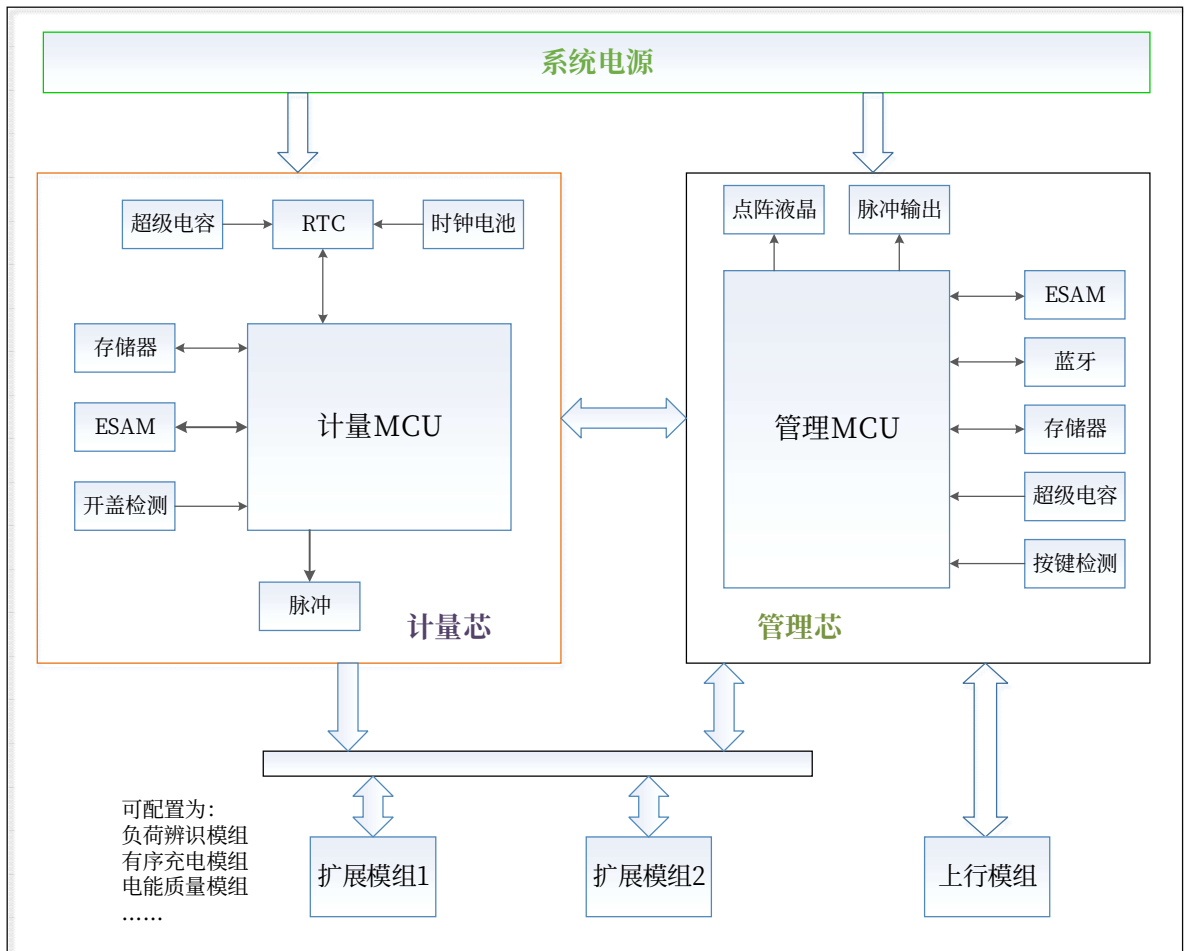 系统电源
超级电容
RTC
时钟电池
存储器
ESAM
开盖检测
计量MCU
脉冲
计量芯
点阵液晶
脉冲输出
管理MCU
ESAM
蓝牙
存储器
超级电容
按键检测
管理芯
可配置为：
负荷辨识模组
有序充电模组
电能质量模组
……
扩展模组1
扩展模组2
上行模组